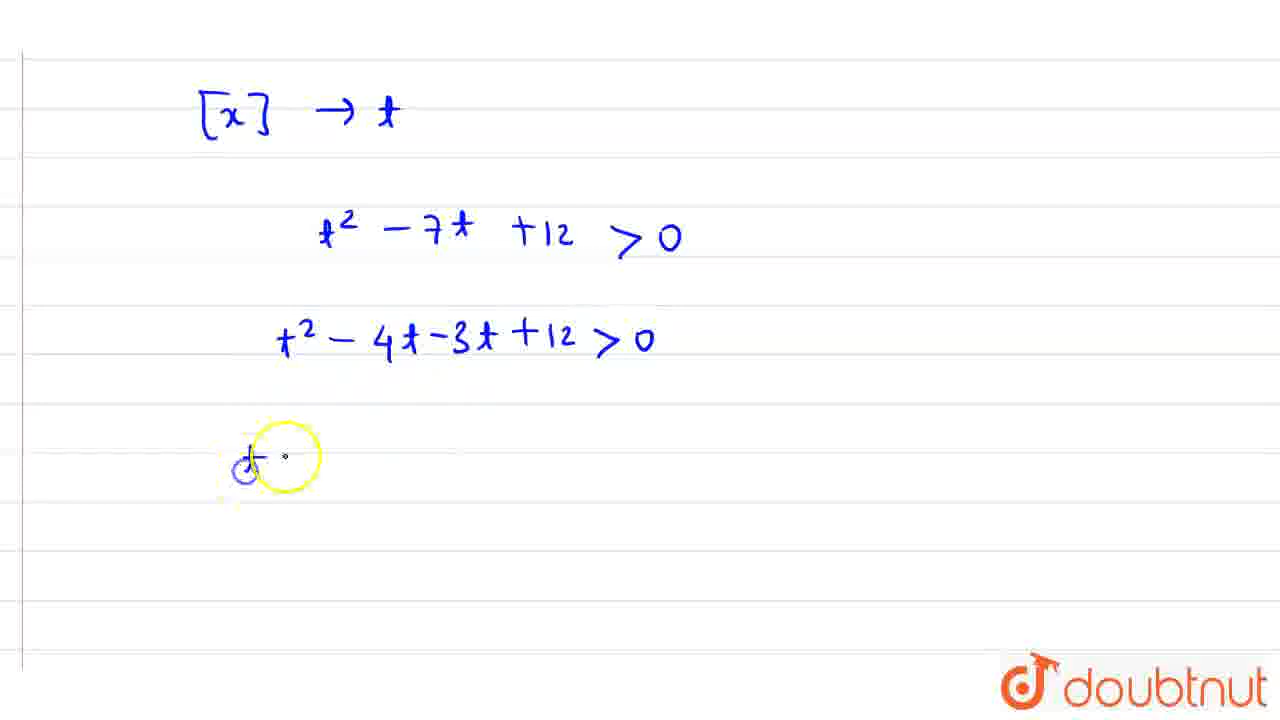 [x] → t
t² - 7t + 12 > 0
t² - 4t - 3t + 12 > 0
t
doubtnut